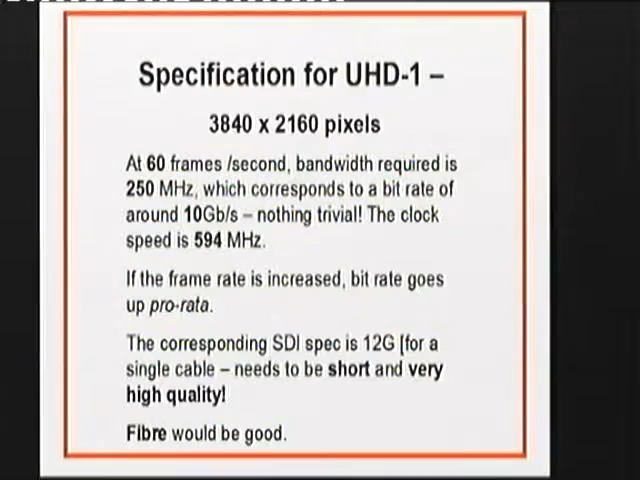 Specification for UHD-1 –
3840 x 2160 pixels
At 60 frames /second, bandwidth required is
250 MHz, which corresponds to a bit rate of
around 10Gb/s – nothing trivial! The clock
speed is 594 MHz.
If the frame rate is increased, bit rate goes
up pro-rata.
The corresponding SDI spec is 12G [for a
single cable – needs to be short and very
high quality!
Fibre would be good.